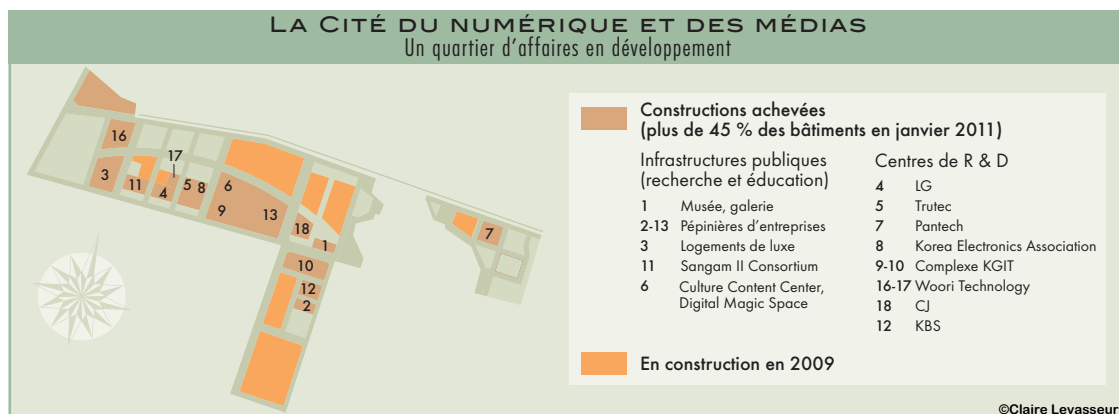 La Cité du numérique et des médias
Un quartier d'affaires en développement
16
17
3
11
4
5
8
6
9
13
18
1
7
10
12
2
Constructions achevées
(plus de 45 % des bâtiments en janvier 2011)
Infrastructures publiques
(recherche et éducation)
1 Musée, galerie
2-13 Pépinières d'entreprises
3 Logements de luxe
11 Sangam II Consortium
6 Culture Content Center,
Digital Magic Space
Centres de R & D
4 LG
5 Trutec
7 Pantech
8 Korea Electronics Association
9-10 Complexe KGIT
16-17 Woori Technology
18 CJ
12 KBS
En construction en 2009
©Claire Levasseur